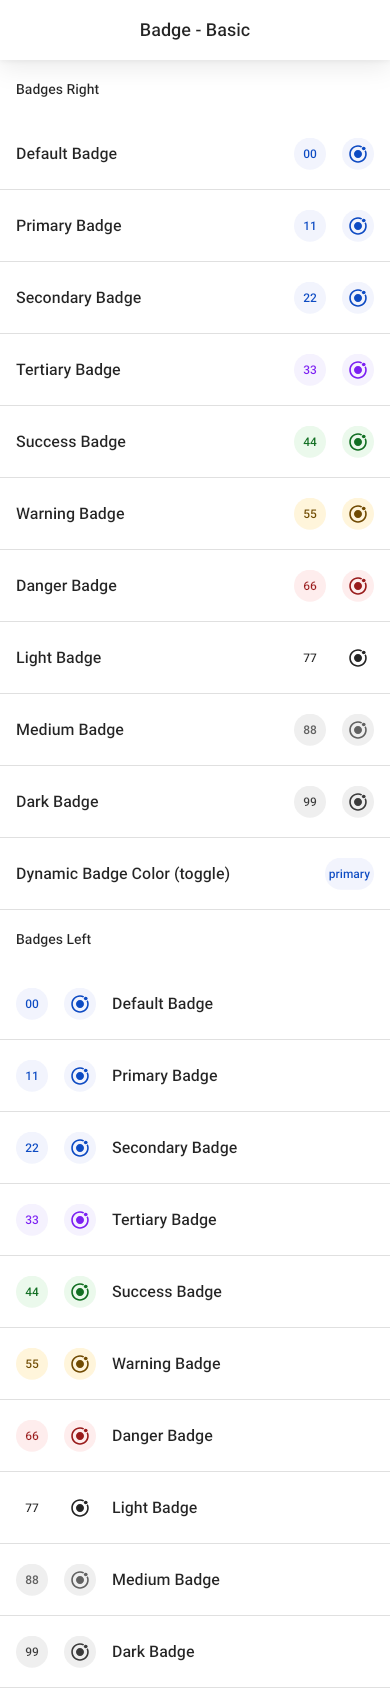 Badge - Basic
Badges Right
Default Badge 00
Primary Badge 11
Secondary Badge 22
Tertiary Badge 33
Success Badge 44
Warning Badge 55
Danger Badge 66
Light Badge 77
Medium Badge 88
Dark Badge 99
Dynamic Badge Color (toggle) primary
Badges Left
00 Default Badge
11 Primary Badge
22 Secondary Badge
33 Tertiary Badge
44 Success Badge
55 Warning Badge
66 Danger Badge
77 Light Badge
88 Medium Badge
99 Dark Badge